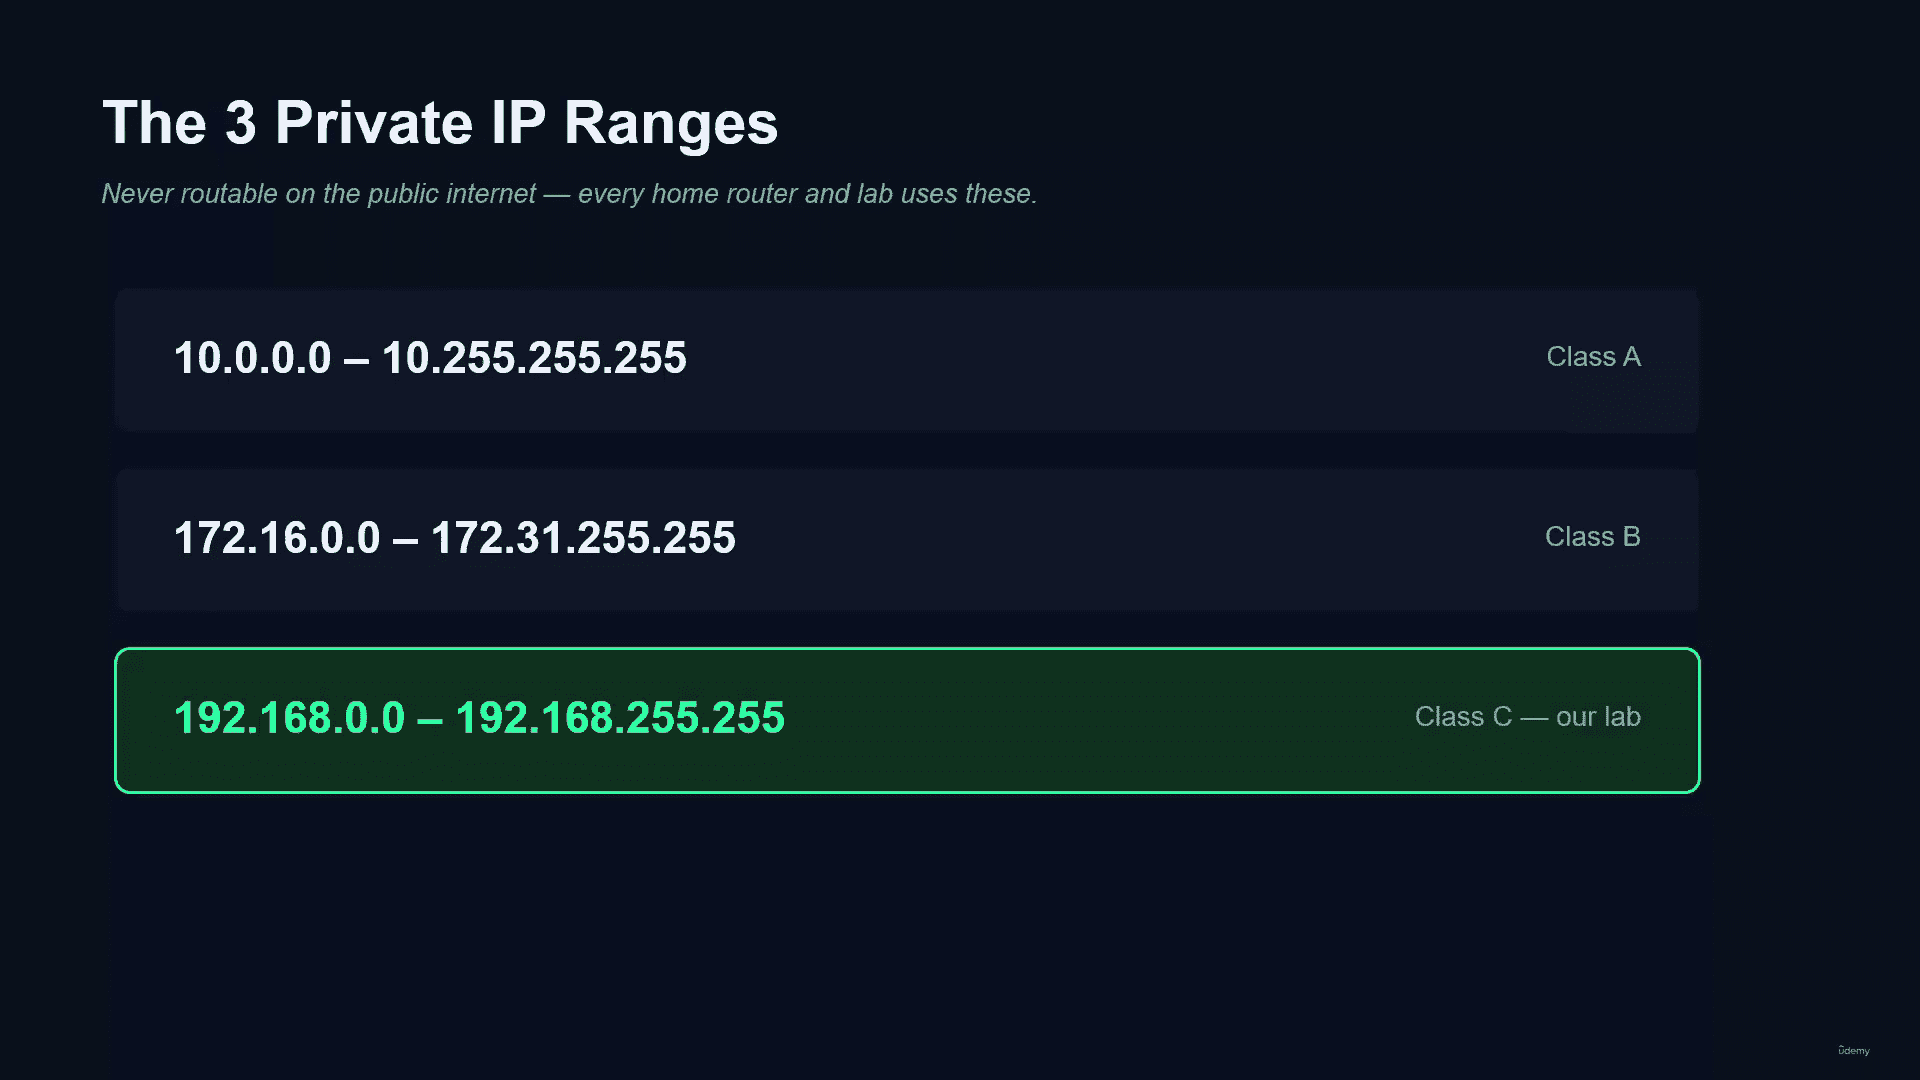 The 3 Private IP Ranges
Never routable on the public internet — every home router and lab uses these.
10.0.0.0 – 10.255.255.255
Class A
172.16.0.0 – 172.31.255.255
Class B
192.168.0.0 – 192.168.255.255
Class C — our lab
udemy